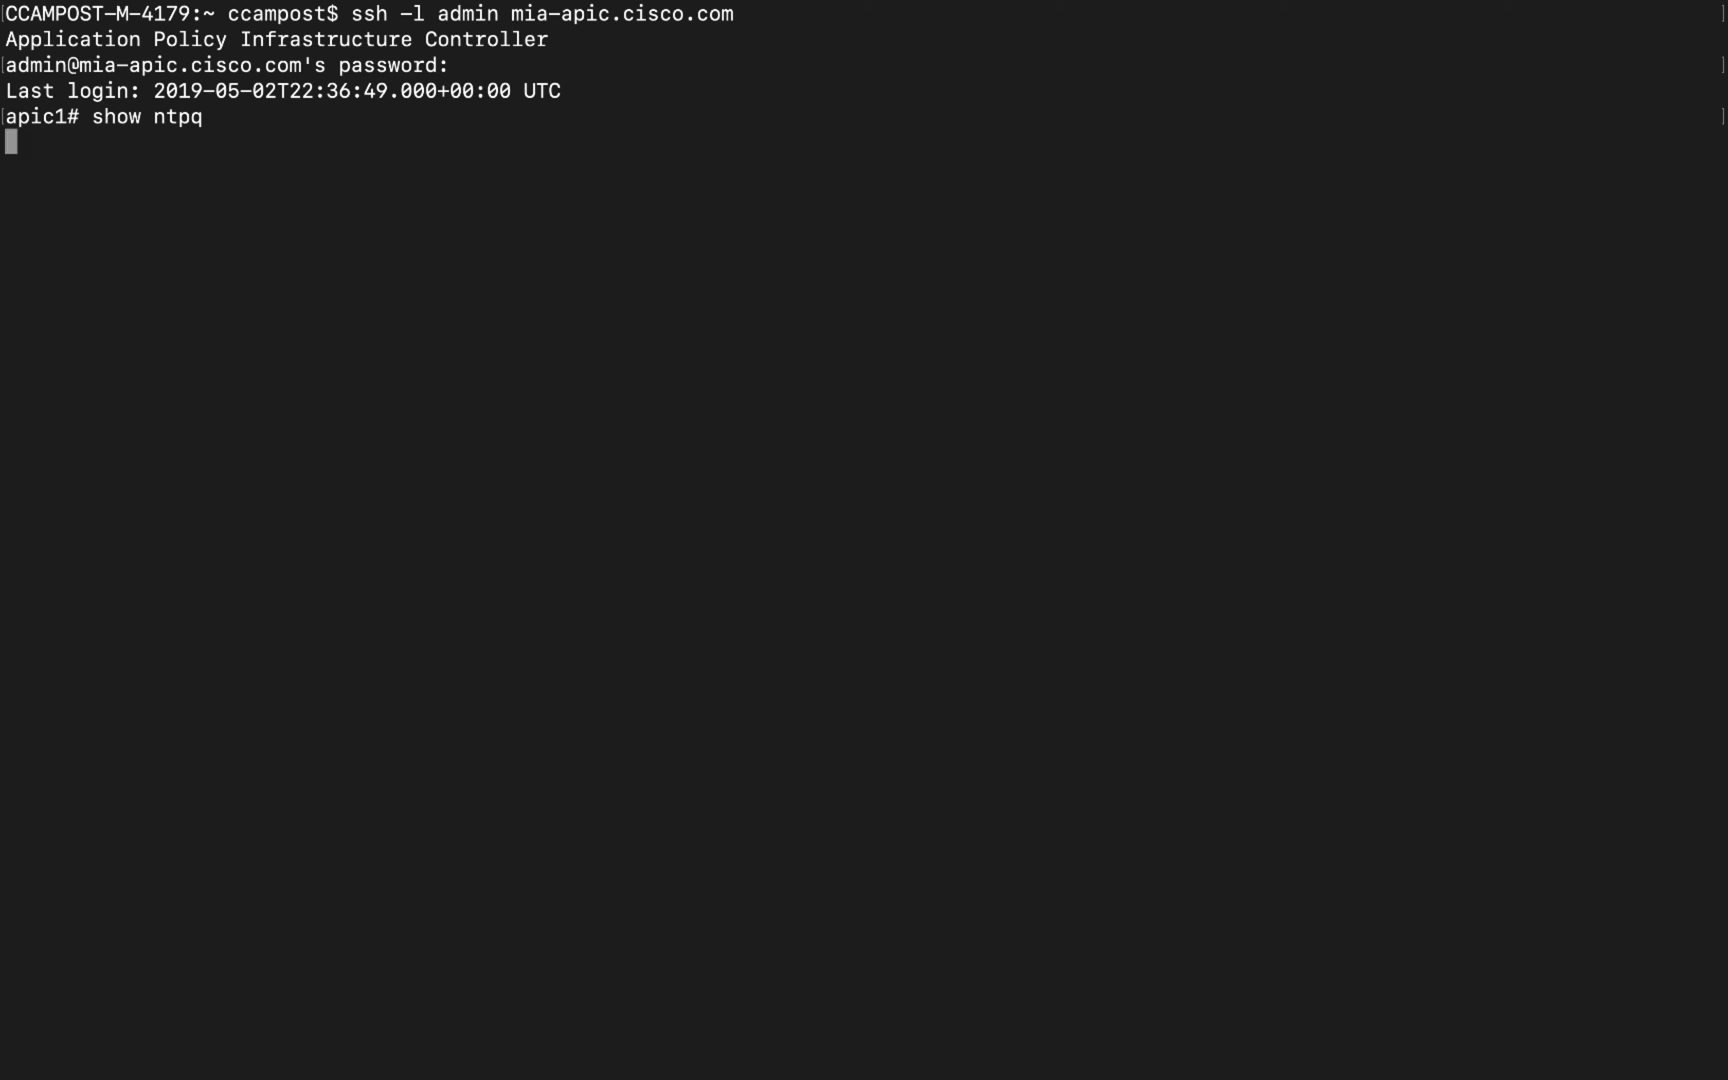 CCAMPOST-M-4179:~ ccampost$ ssh -l admin mia-apic.cisco.com
Application Policy Infrastructure Controller
admin@mia-apic.cisco.com's password:
Last login: 2019-05-02T22:36:49.000+00:00 UTC
apic1# show ntpq